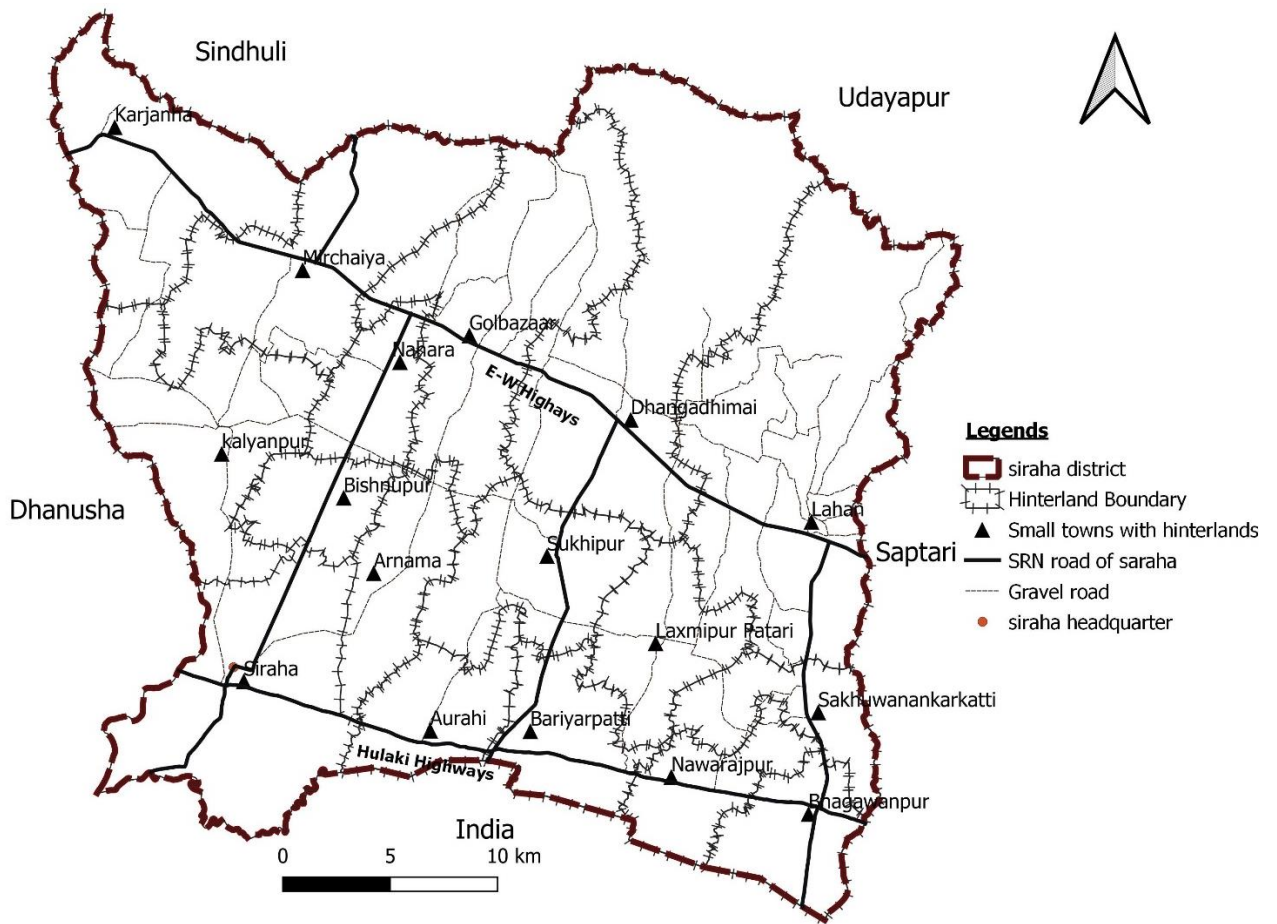 Sindhuli
Udayapur
Karjanha
Mirchaiya
Golbazaar
Nahara
E-W Highays
Dhangadhimai
Legends
siraha district
Hinterland Boundary
Small towns with hinterlands
SRN road of saraha
Gravel road
siraha headquarter
kalyanpur
Bishnupur
Dhanusha
Lahan
Saptari
Sukhipur
Arnama
Laxmipur Patari
Siraha
Sakhuwanankarkatti
Aurahi
Bariyarpatti
Hulaki Highways
Nawarajpur
Bhagawanpur
India
0 5 10 km